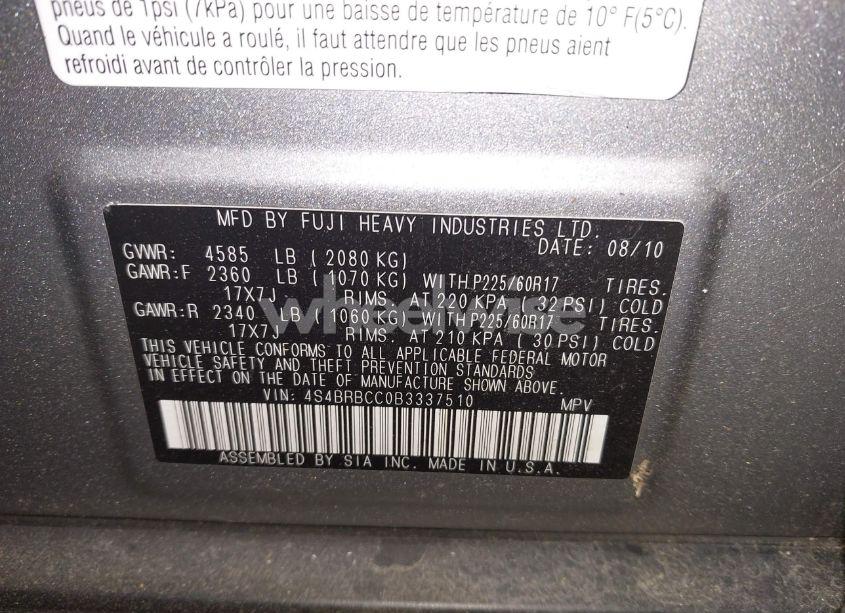 pneus de 1psi (7kPa) pour une baisse de température de 10° F(5°C).
Quand le véhicule a roulé, il faut attendre que les pneus aient
refroidi avant de contrôler la pression.
MFD BY FUJI HEAVY INDUSTRIES LTD.
DATE: 08/10
GVWR: 4585 LB ( 2080 KG)
GAWR:F 2360 LB ( 1070 KG) WITH P225/60R17 TIRES.
17X7J RIMS. AT 220 KPA ( 32 PSI) COLD
GAWR:R 2340 LB ( 1060 KG) WITH P225/60R17 TIRES.
17X7J RIMS. AT 210 KPA ( 30 PSI) COLD
THIS VEHICLE CONFORMS TO ALL APPLICABLE FEDERAL MOTOR
VEHICLE SAFETY AND THEFT PREVENTION STANDARDS
IN EFFECT ON THE DATE OF MANUFACTURE SHOWN ABOVE.
VIN: 4S4BRBCC0B3337510 MPV
ASSEMBLED BY SIA INC. MADE IN U.S.A.